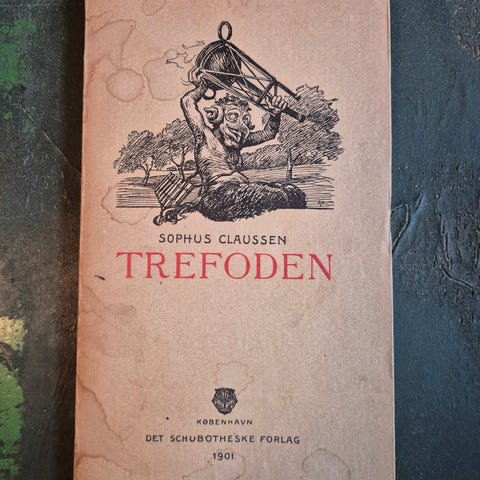 SOPHUS CLAUSSEN
TREFODEN
KØBENHAVN
DET SCHUBOTHESKE FORLAG
1901.